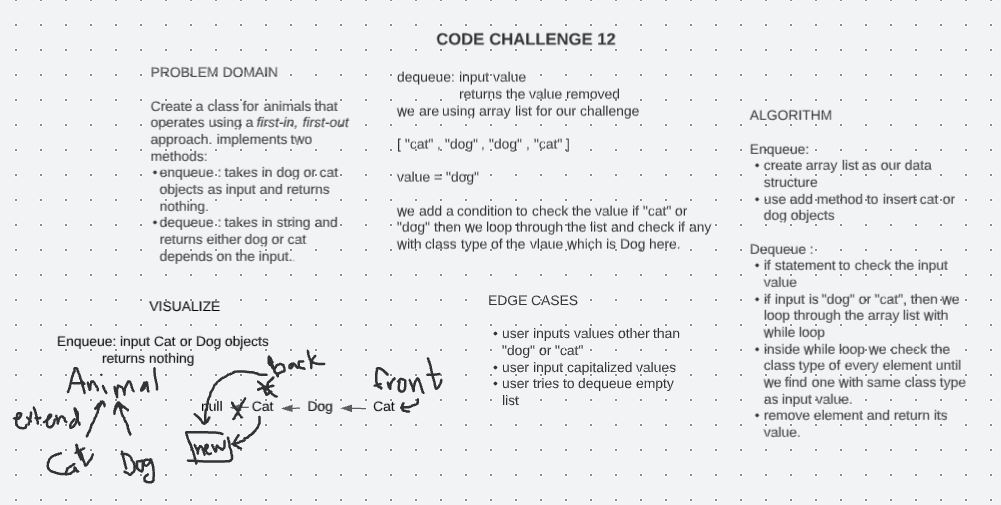 CODE CHALLENGE 12
PROBLEM DOMAIN
Create a class for animals that
operates using a first-in, first-out
approach. implements two
methods:
• enqueue : takes in dog or cat
objects as input and returns
nothing.
• dequeue : takes in string and
returns either dog or cat
depends on the input.
dequeue: input value
returns the value removed
we are using array list for our challenge
[ "cat" , "dog" , "dog" , "cat" ]
value = "dog"
we add a condition to check the value if "cat" or
"dog" then we loop through the list and check if any
with class type of the vlaue which is Dog here.
ALGORITHM
Enqueue:
• create array list as our data
structure
• use add method to insert cat or
dog objects
Dequeue :
• if statement to check the input
value
• if input is "dog" or "cat", then we
loop through the array list with
while loop
• inside while loop we check the
class type of every element until
we find one with same class type
as input value.
• remove element and return its
value.
VISUALIZE
Enqueue: input Cat or Dog objects
returns nothing
Animal
extend
Cat Dog
back
front
null Cat Dog Cat
new
EDGE CASES
• user inputs values other than
"dog" or "cat"
• user input capitalized values
• user tries to dequeue empty
list